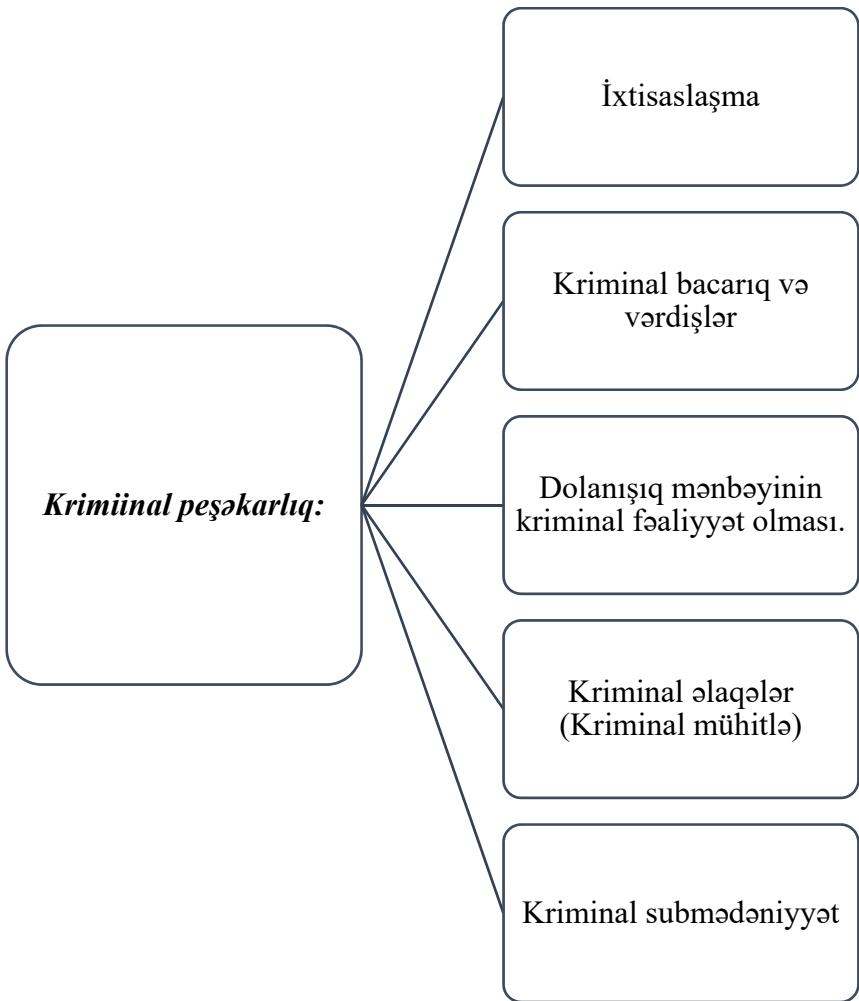 Krimiinal peşəkarlıq:
İxtisaslaşma
Kriminal bacarıq və
vərdişlər
Dolanışıq mənbəyinin
kriminal fəaliyyət olması.
Kriminal əlaqələr
(Kriminal mühitlə)
Kriminal submədəniyyət